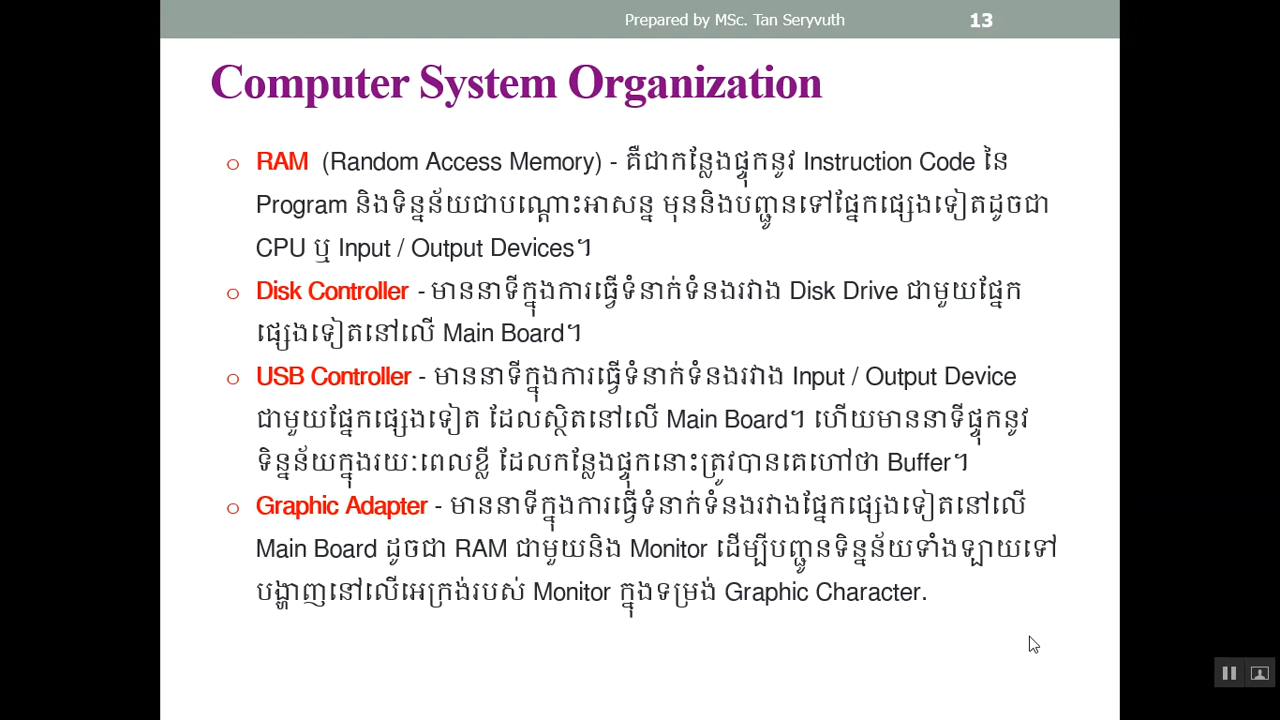 Prepared by MSc. Tan Seryvuth
13
Computer System Organization
o RAM (Random Access Memory) - គឺជាកន្លែងផ្ទុកនូវ Instruction Code នៃ
Program និងទិន្នន័យជាបណ្តោះអាសន្ន មុននិងបញ្ជូនទៅផ្នែកផ្សេងទៀតដូចជា
CPU ឬ Input / Output Devices។
o Disk Controller - មាននាទីក្នុងការធ្វើទំនាក់ទំនងរវាង Disk Drive ជាមួយផ្នែក
ផ្សេងទៀតនៅលើ Main Board។
o USB Controller - មាននាទីក្នុងការធ្វើទំនាក់ទំនងរវាង Input / Output Device
ជាមួយផ្នែកផ្សេងទៀត ដែលស្ថិតនៅលើ Main Board។ ហើយមាននាទីផ្ទុកនូវ
ទិន្នន័យក្នុងរយៈពេលខ្លី ដែលកន្លែងផ្ទុកនោះត្រូវបានគេហៅថា Buffer។
o Graphic Adapter - មាននាទីក្នុងការធ្វើទំនាក់ទំនងរវាងផ្នែកផ្សេងទៀតនៅលើ
Main Board ដូចជា RAM ជាមួយនិង Monitor ដើម្បីបញ្ជូនទិន្នន័យទាំងឡាយទៅ
បង្ហាញនៅលើអេក្រង់របស់ Monitor ក្នុងទម្រង់ Graphic Character.